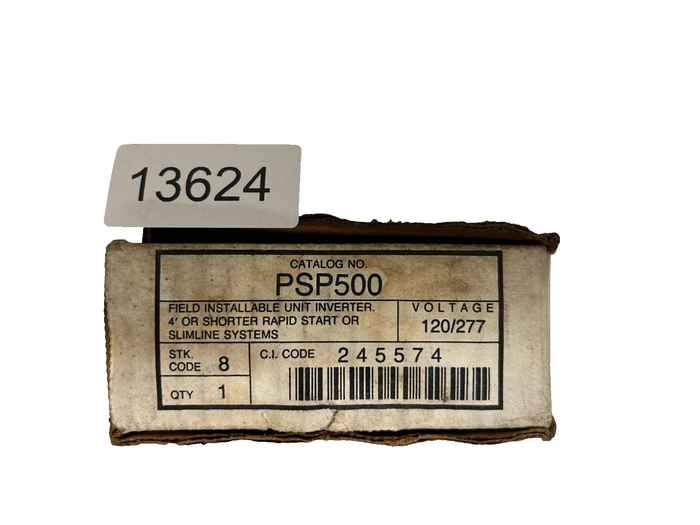 13624
CATALOG NO.
PSP500
FIELD INSTALLABLE UNIT INVERTER.
4' OR SHORTER RAPID START OR
SLIMLINE SYSTEMS
VOLTAGE
120/277
STK.
CODE 8
C.I. CODE 245574
QTY 1